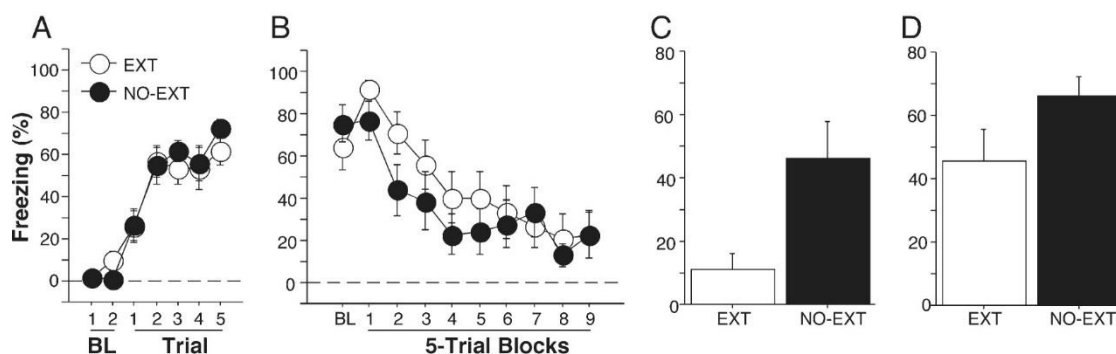 A
B
C
D
EXT
NO-EXT
Freezing (%)
100
80
60
40
20
0
1 2 1 2 3 4 5
BL Trial
100
80
60
40
20
0
BL 1 2 3 4 5 6 7 8 9
5-Trial Blocks
80
60
40
20
0
EXT NO-EXT
80
60
40
20
0
EXT NO-EXT